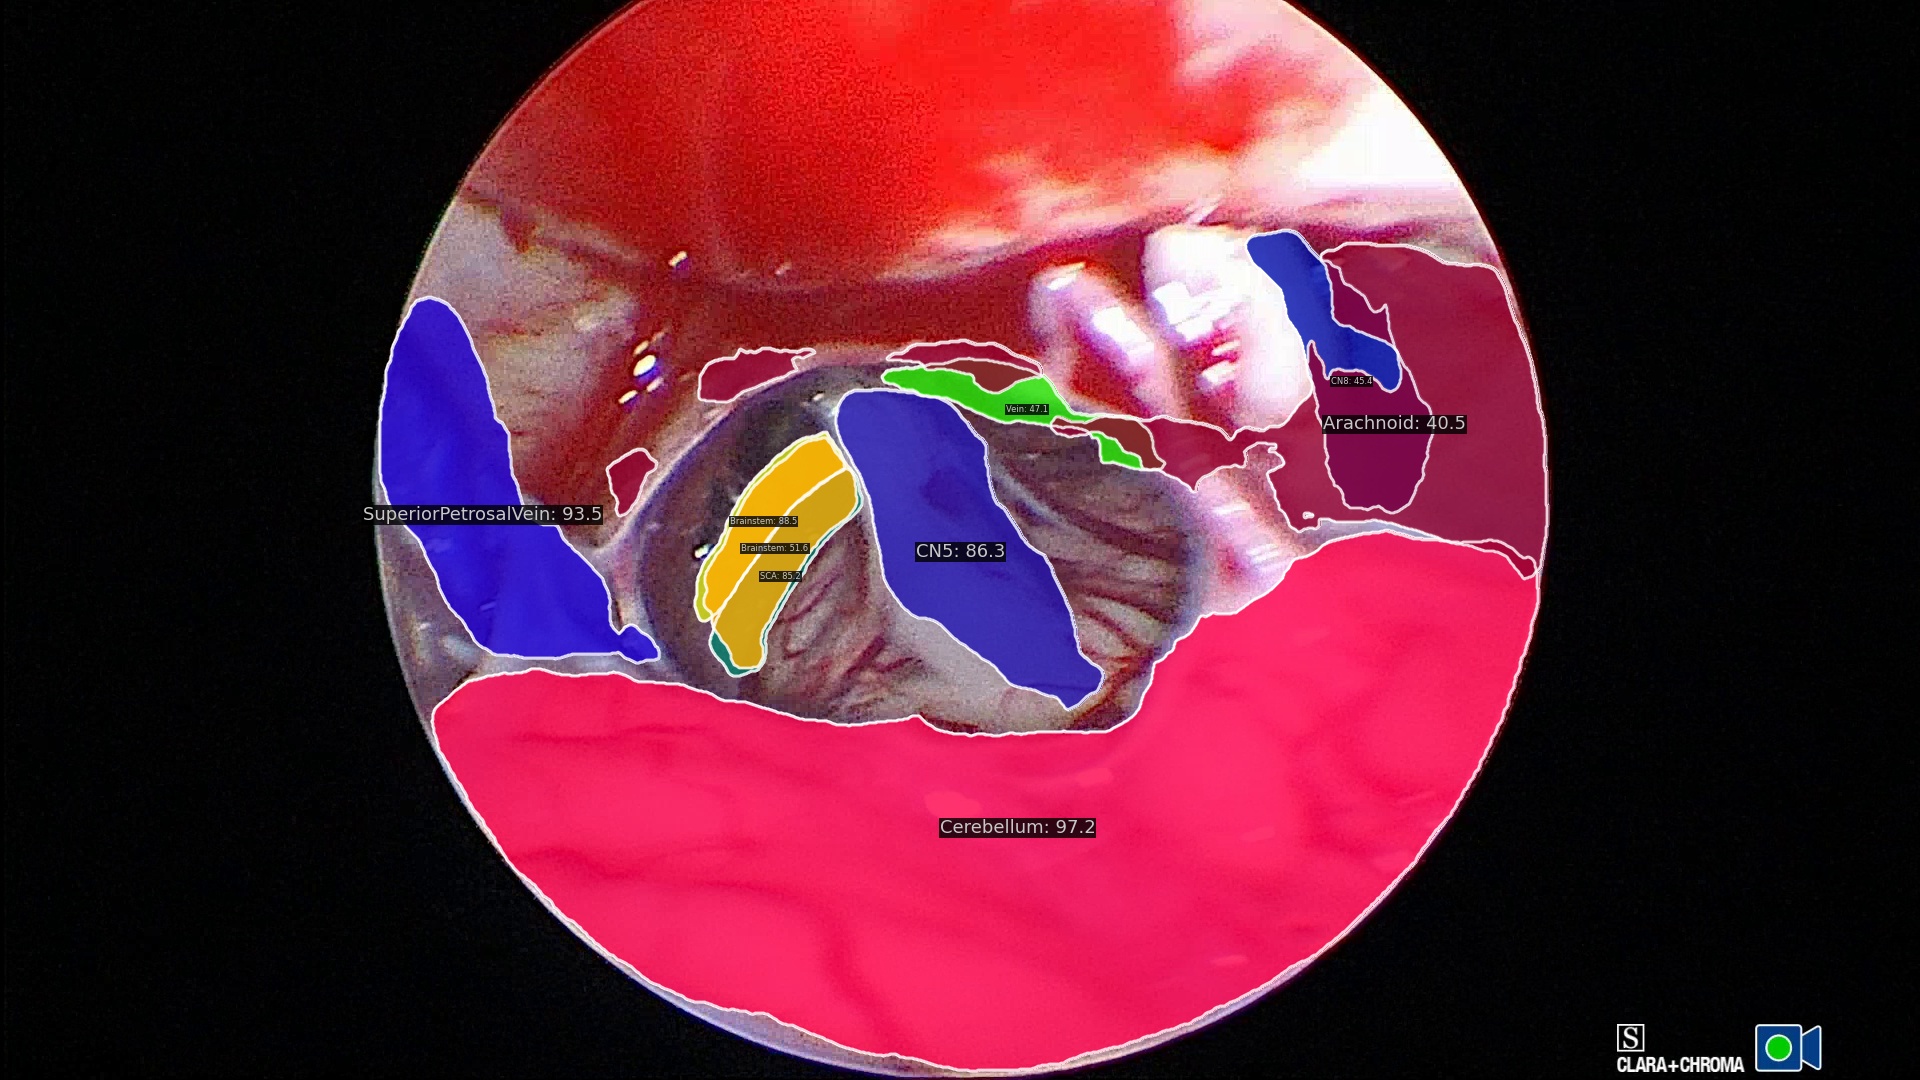 CN8: 45.4
Vein: 47.1
Arachnoid: 40.5
SuperiorPetrosalVein: 93.5
Brainstem: 88.5
Brainstem: 51.6
CN5: 86.3
SCA: 85.2
Cerebellum: 97.2
S
CLARA+CHROMA